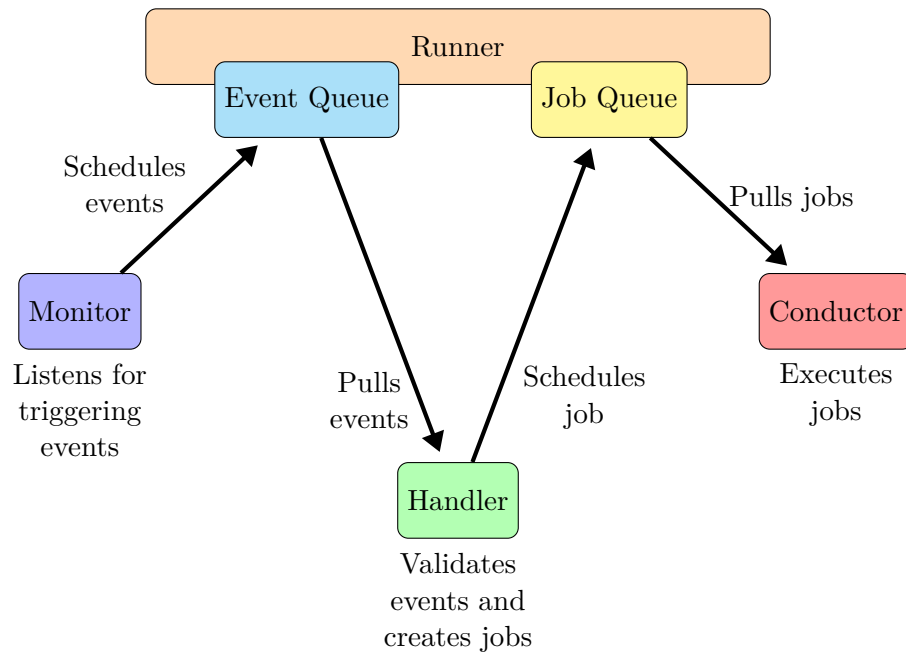 Runner
Event Queue
Job Queue
Schedules
events
Pulls jobs
Monitor
Conductor
Listens for
triggering
events
Pulls
events
Schedules
job
Executes
jobs
Handler
Validates
events and
creates jobs